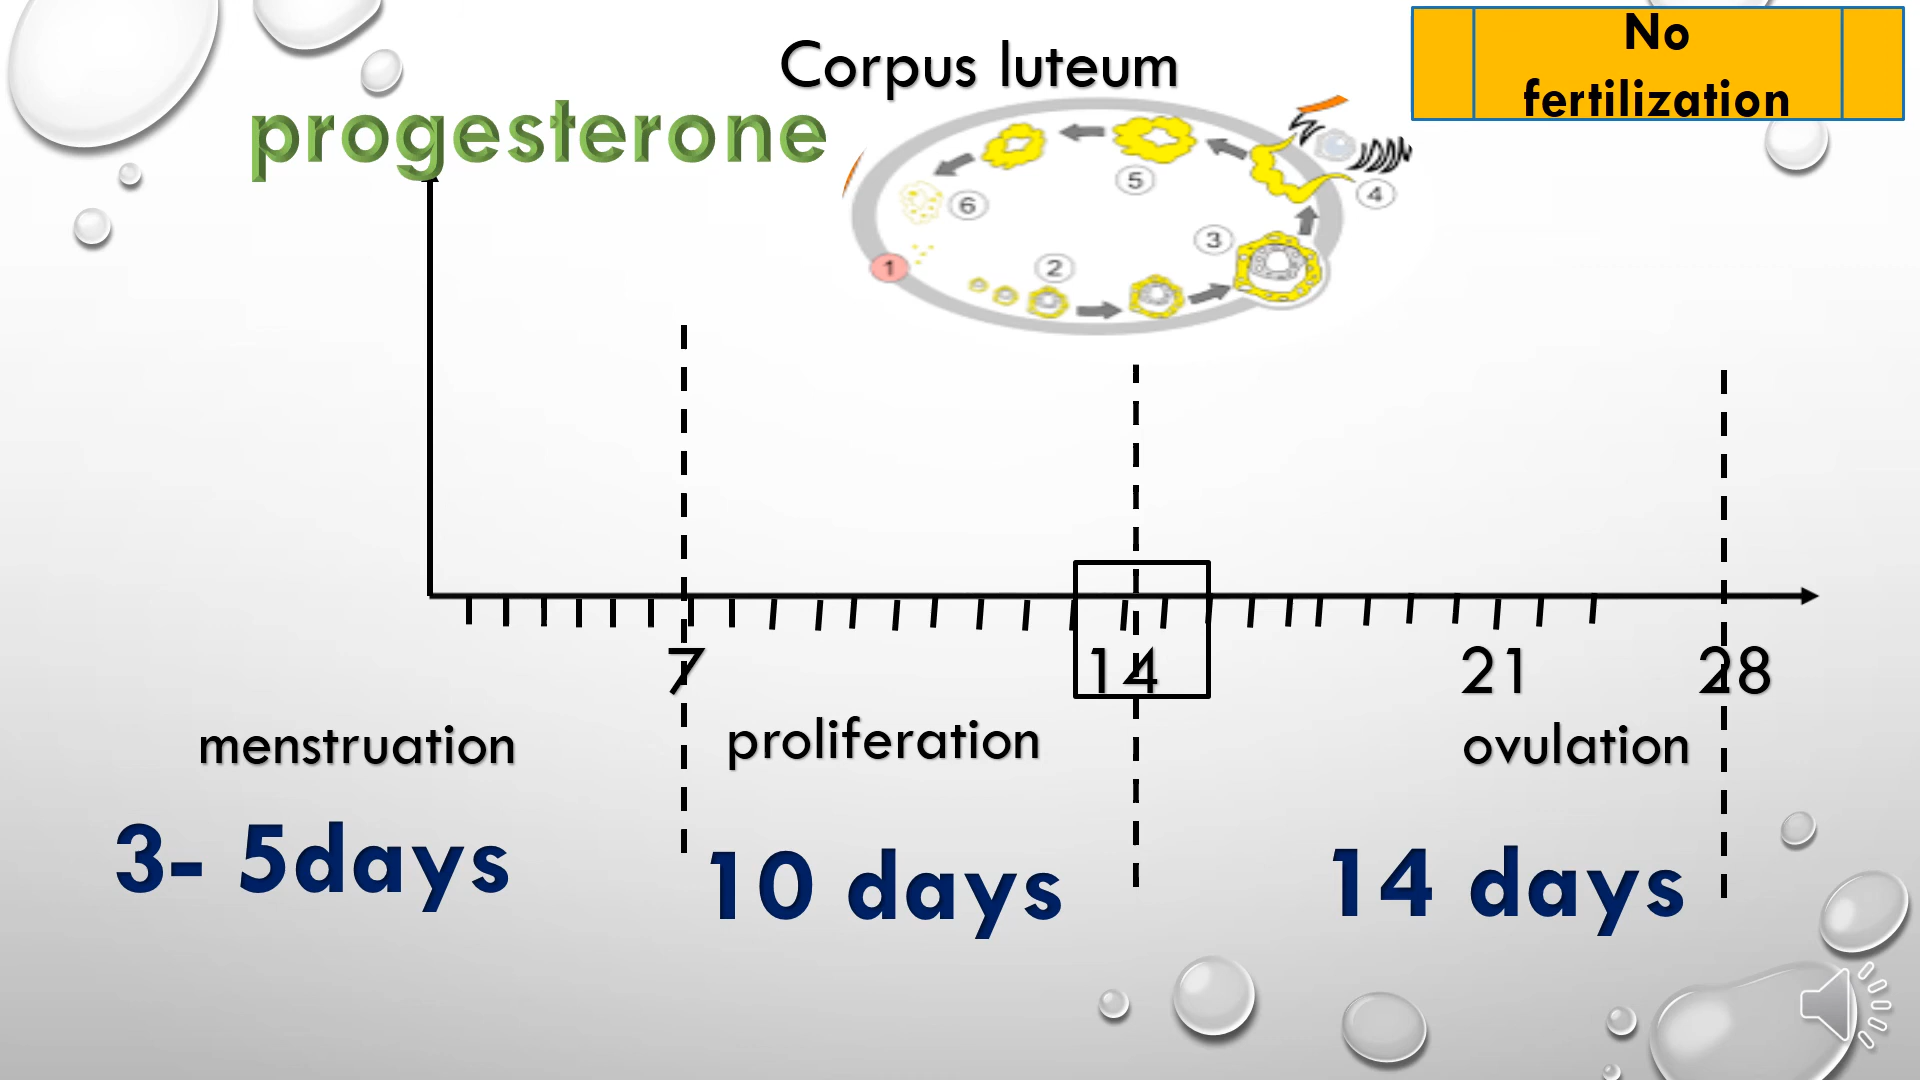 No
fertilization
Corpus luteum
progesterone
5
4
6
3
1
2
7
14
21
28
menstruation
proliferation
ovulation
3- 5days
10 days
14 days